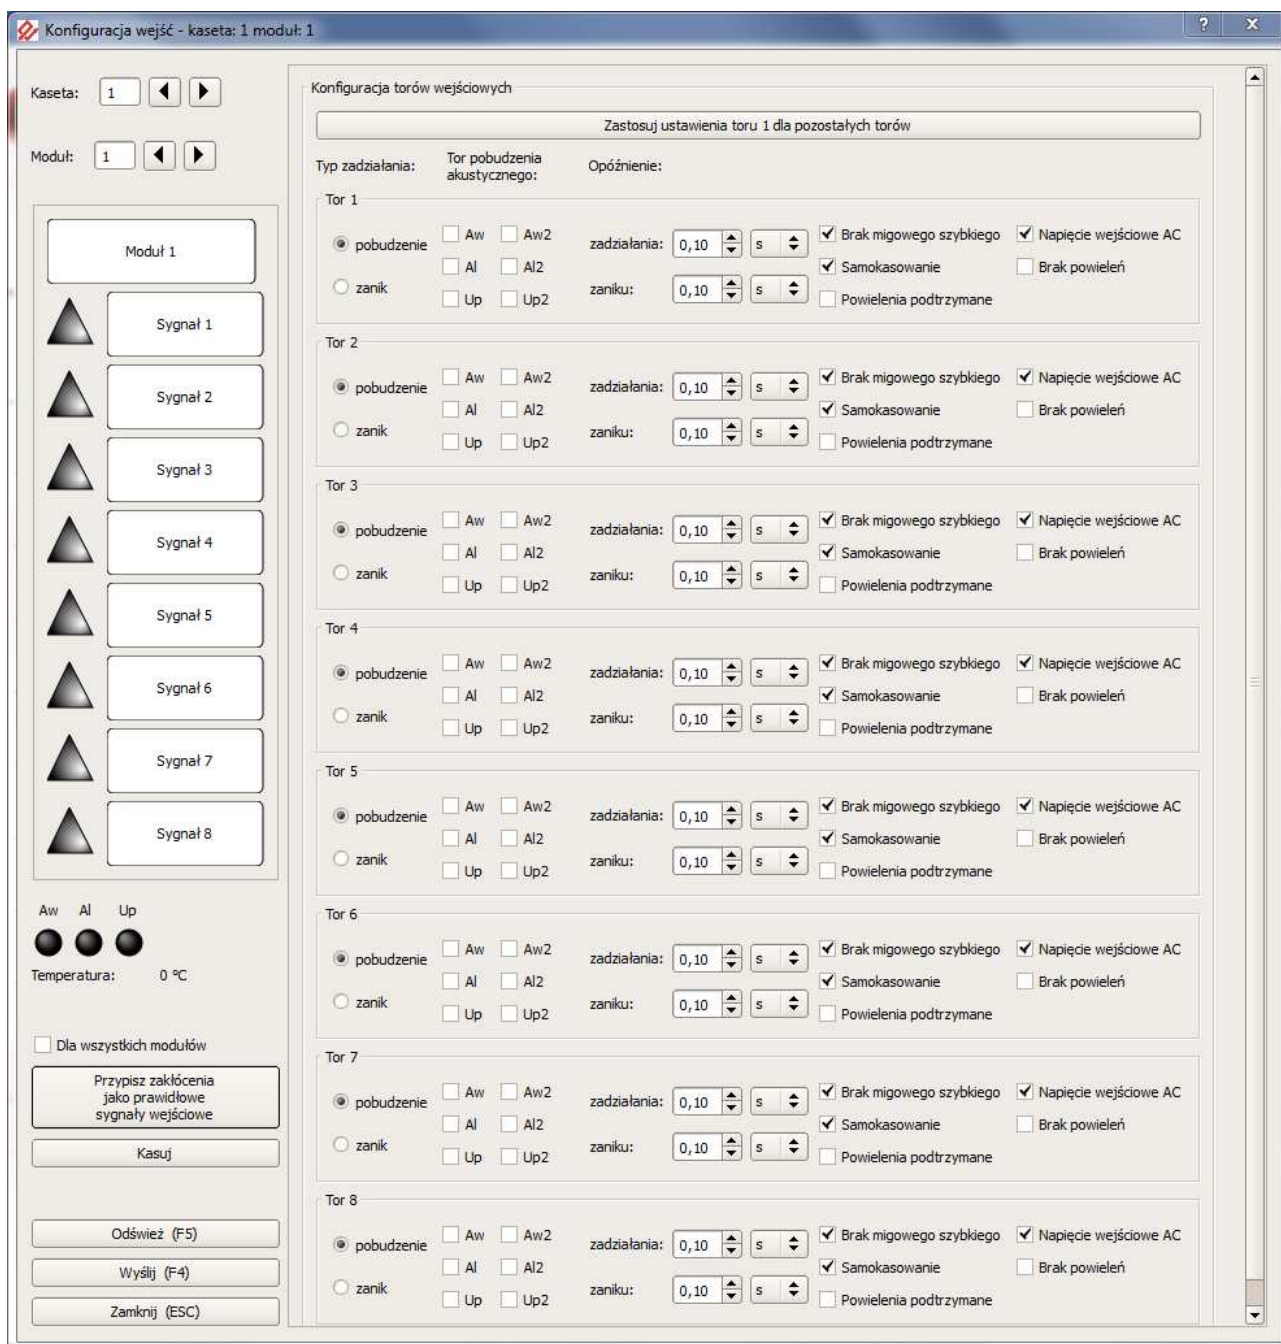 Konfiguracja wejść - kaseta: 1 moduł: 1
Kaseta: 1
Moduł: 1
Moduł 1
Sygnał 1
Sygnał 2
Sygnał 3
Sygnał 4
Sygnał 5
Sygnał 6
Sygnał 7
Sygnał 8
Aw Al Up
Temperatura: 0 °C
Dla wszystkich modułów
Przypisz zakłócenia
jako prawidłowe
sygnały wejściowe
Kasuj
Odśwież (F5)
Wyślij (F4)
Zamknij (ESC)
Konfiguracja torów wejściowych
Zastosuj ustawienia toru 1 dla pozostałych torów
Typ zadziałania: Tor pobudzenia akustycznego: Opóźnienie:
Tor 1
pobudzenie Aw Aw2 zadziałania: 0,10 s Brak migowego szybkiego Napięcie wejściowe AC
Al Al2 Samokasowanie Brak powieleń
zanik Up Up2 zaniku: 0,10 s Powielenia podtrzymane
Tor 2
pobudzenie Aw Aw2 zadziałania: 0,10 s Brak migowego szybkiego Napięcie wejściowe AC
Al Al2 Samokasowanie Brak powieleń
zanik Up Up2 zaniku: 0,10 s Powielenia podtrzymane
Tor 3
pobudzenie Aw Aw2 zadziałania: 0,10 s Brak migowego szybkiego Napięcie wejściowe AC
Al Al2 Samokasowanie Brak powieleń
zanik Up Up2 zaniku: 0,10 s Powielenia podtrzymane
Tor 4
pobudzenie Aw Aw2 zadziałania: 0,10 s Brak migowego szybkiego Napięcie wejściowe AC
Al Al2 Samokasowanie Brak powieleń
zanik Up Up2 zaniku: 0,10 s Powielenia podtrzymane
Tor 5
pobudzenie Aw Aw2 zadziałania: 0,10 s Brak migowego szybkiego Napięcie wejściowe AC
Al Al2 Samokasowanie Brak powieleń
zanik Up Up2 zaniku: 0,10 s Powielenia podtrzymane
Tor 6
pobudzenie Aw Aw2 zadziałania: 0,10 s Brak migowego szybkiego Napięcie wejściowe AC
Al Al2 Samokasowanie Brak powieleń
zanik Up Up2 zaniku: 0,10 s Powielenia podtrzymane
Tor 7
pobudzenie Aw Aw2 zadziałania: 0,10 s Brak migowego szybkiego Napięcie wejściowe AC
Al Al2 Samokasowanie Brak powieleń
zanik Up Up2 zaniku: 0,10 s Powielenia podtrzymane
Tor 8
pobudzenie Aw Aw2 zadziałania: 0,10 s Brak migowego szybkiego Napięcie wejściowe AC
Al Al2 Samokasowanie Brak powieleń
zanik Up Up2 zaniku: 0,10 s Powielenia podtrzymane